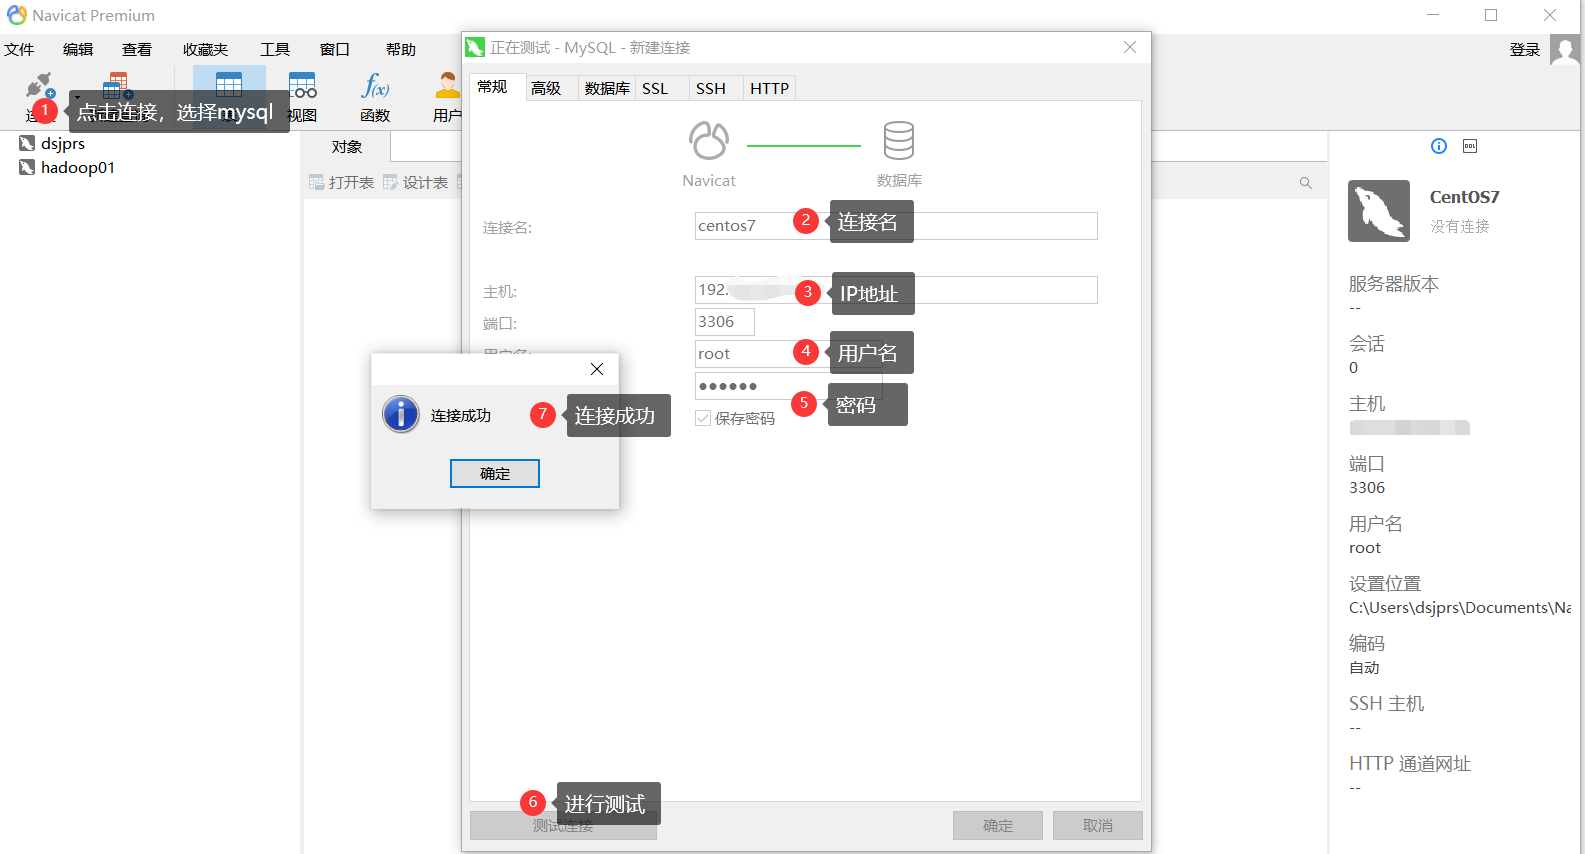 Navicat Premium
文件 编辑 查看 收藏夹 工具 窗口 帮助
登录
1 点击连接，选择mysql
视图 函数 用户
dsjprs
hadoop01
对象
打开表 设计表
正在测试 - MySQL - 新建连接
常规 高级 数据库 SSL SSH HTTP
Navicat 数据库
连接名: centos7 2 连接名
主机: 192. 3 IP地址
端口: 3306
root 4 用户名
●●●●●● 5 密码
保存密码
连接成功 7 连接成功
确定
6 进行测试
测试连接 确定 取消
CentOS7
没有连接
服务器版本
--
会话
0
主机
端口
3306
用户名
root
设置位置
C:\Users\dsjprs\Documents\Na
编码
自动
SSH 主机
--
HTTP 通道网址
--